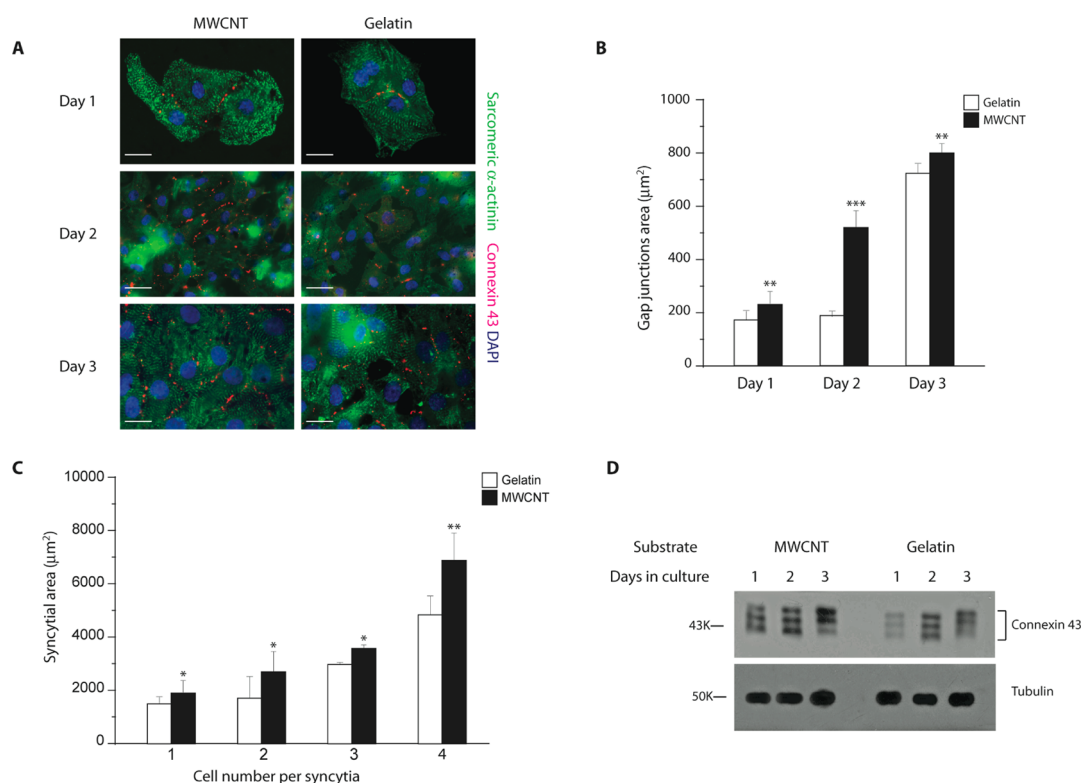 MWCNT Gelatin
A
Day 1
Day 2
Day 3
Sarcomeric α-actinin Connexin 43 DAPI
B
Gelatin
MWCNT
Gap junctions area (μm²)
1000
800
600
400
200
0
** *** **
Day 1 Day 2 Day 3
C
Gelatin
MWCNT
Syncytial area (μm²)
10000
8000
6000
4000
2000
0
* * * **
1 2 3 4
Cell number per syncytia
D
Substrate MWCNT Gelatin
Days in culture 1 2 3 1 2 3
43K Connexin 43
50K Tubulin